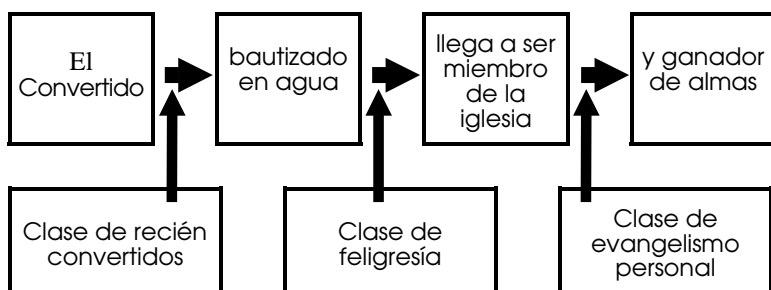 El
Convertido
bautizado
en agua
llega a ser
miembro
de la
iglesia
y ganador
de almas
Clase de recién
convertidos
Clase de
feligresía
Clase de
evangelismo
personal